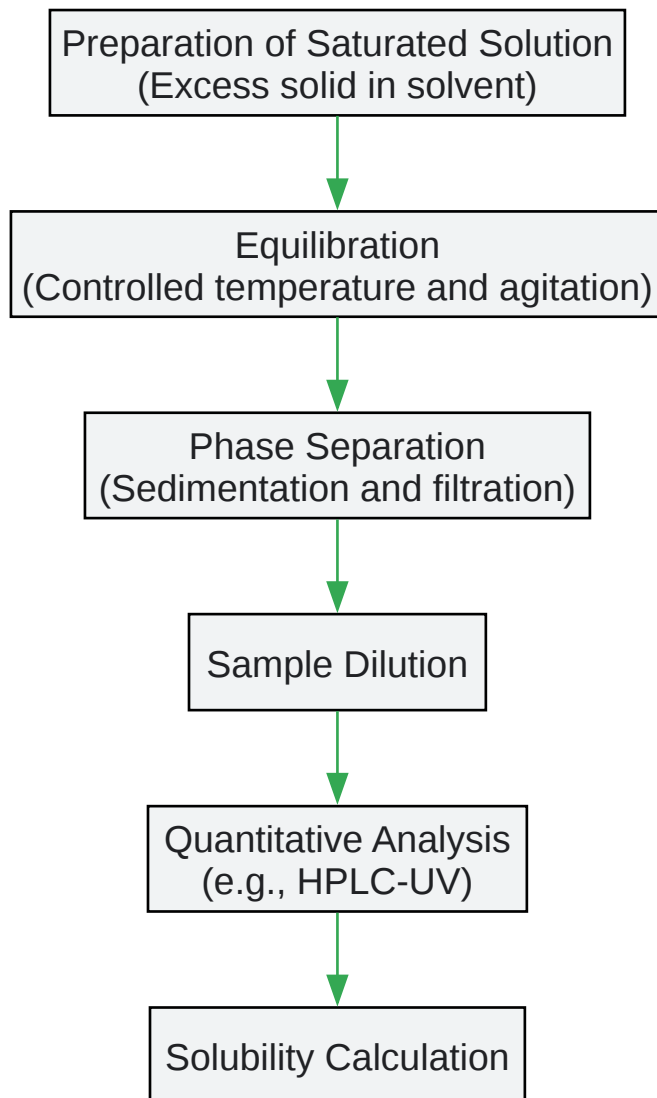 Preparation of Saturated Solution
(Excess solid in solvent)
Equilibration
(Controlled temperature and agitation)
Phase Separation
(Sedimentation and filtration)
Sample Dilution
Quantitative Analysis
(e.g., HPLC-UV)
Solubility Calculation